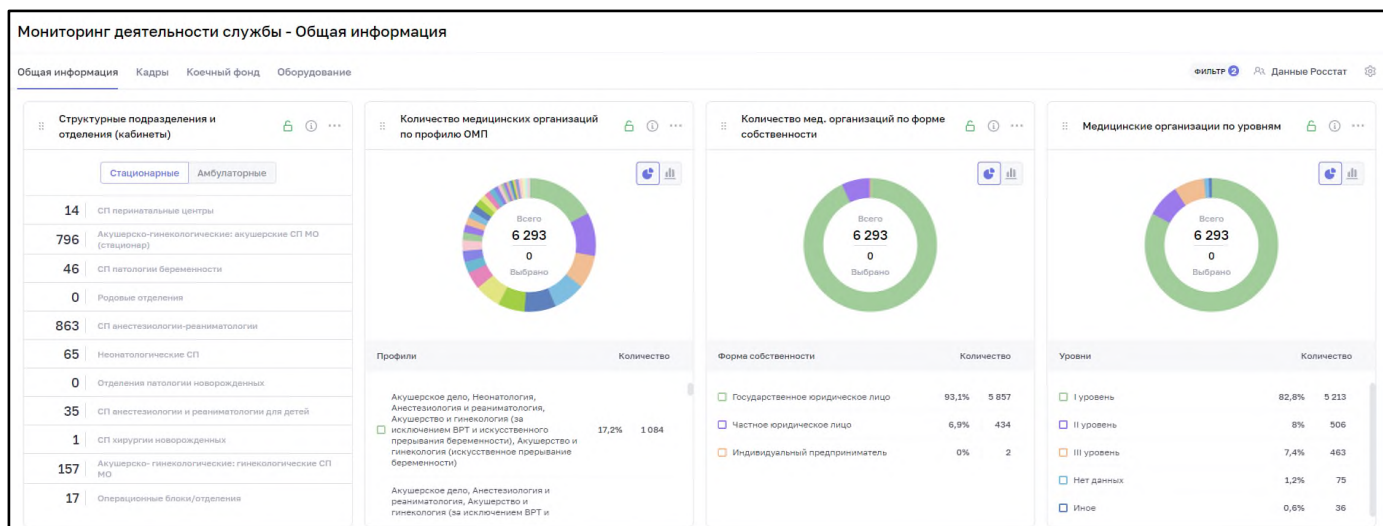 Мониторинг деятельности службы - Общая информация
Общая информация Кадры Коечный фонд Оборудование
ФИЛЬТР 2 Данные Росстат
Структурные подразделения и
отделения (кабинеты)
Стационарные Амбулаторные
14 СП перинатальные центры
796 Акушерско-гинекологические: акушерские СП МО
(стационар)
46 СП патологии беременности
0 Родовые отделения
863 СП анестезиологии-реаниматологии
65 Неонатологические СП
0 Отделения патологии новорожденных
35 СП анестезиологии и реаниматологии для детей
1 СП хирургии новорожденных
157 Акушерско- гинекологические: гинекологические СП
МО
17 Операционные блоки/отделения
Количество медицинских организаций
по профилю ОМП
Всего
6 293
0
Выбрано
Профили Количество
Акушерское дело, Неонатология,
Анестезиология и реаниматология,
Акушерство и гинекология (за
исключением ВРТ и искусственного 17,2% 1 084
прерывания беременности), Акушерство и
гинекология (искусственное прерывание
беременности)
Акушерское дело, Анестезиология и
реаниматология, Акушерство и
гинекология (за исключением ВРТ и
Количество мед. организаций по форме
собственности
Всего
6 293
0
Выбрано
Форма собственности Количество
Государственное юридическое лицо 93,1% 5 857
Частное юридическое лицо 6,9% 434
Индивидуальный предприниматель 0% 2
Медицинские организации по уровням
Всего
6 293
0
Выбрано
Уровни Количество
I уровень 82,8% 5 213
II уровень 8% 506
III уровень 7,4% 463
Нет данных 1,2% 75
Иное 0,6% 36